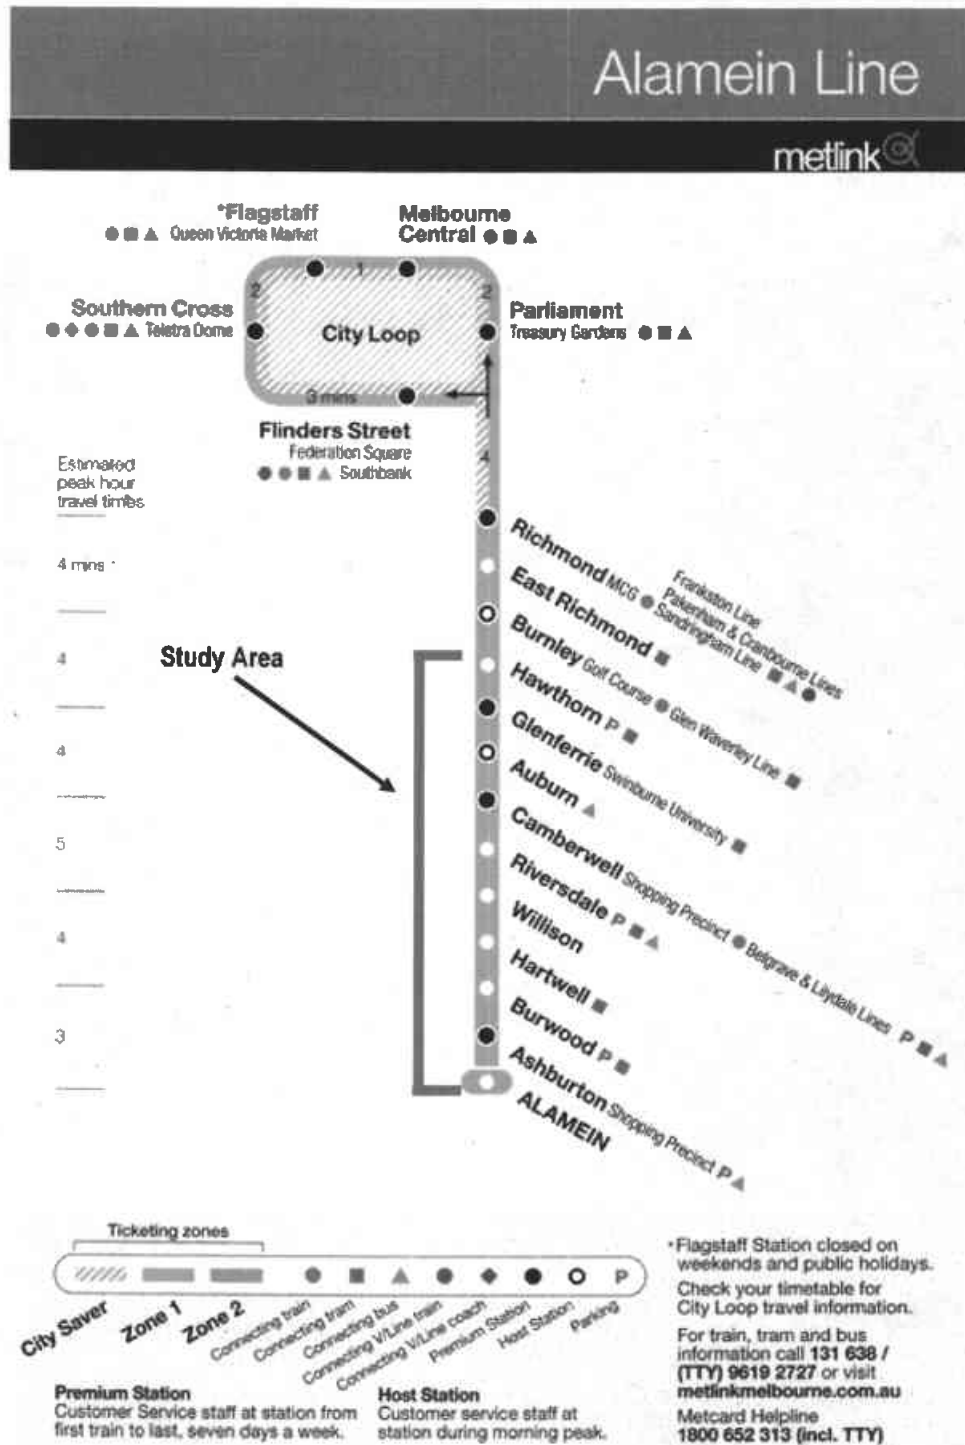 Alamein Line
metlink
*Flagstaff
Queen Victoria Market
Melbourne
Central
Southern Cross
Telstra Dome
Parliament
Treasury Gardens
1
2
2
City Loop
3 mins
4
Flinders Street
Federation Square
Southbank
Estimated
peak hour
travel times
4 mins
4
4
5
4
3
Study Area
Richmond MCG Sandringham Line
Pakenham & Cranbourne Lines
Frankston Line
East Richmond
Burnley Golf Course Glen Waverley Line
Hawthorn P
Glenferrie Swinburne University
Auburn
Camberwell Shopping Precinct Belgrave & Lilydale Lines P
Riversdale P
Willison
Hartwell
Burwood P
Ashburton Shopping Precinct P
ALAMEIN
Ticketing zones
P
City Saver
Zone 1
Zone 2
Connecting train
Connecting tram
Connecting bus
Connecting V/Line train
Connecting V/Line coach
Premium Station
Host Station
Parking
Premium Station
Customer Service staff at station from
first train to last, seven days a week.
Host Station
Customer service staff at
station during morning peak.
*Flagstaff Station closed on
weekends and public holidays.
Check your timetable for
City Loop travel information.
For train, tram and bus
information call 131 638 /
(TTY) 9619 2727 or visit
metlinkmelbourne.com.au
Metcard Helpline
1800 652 313 (incl. TTY)